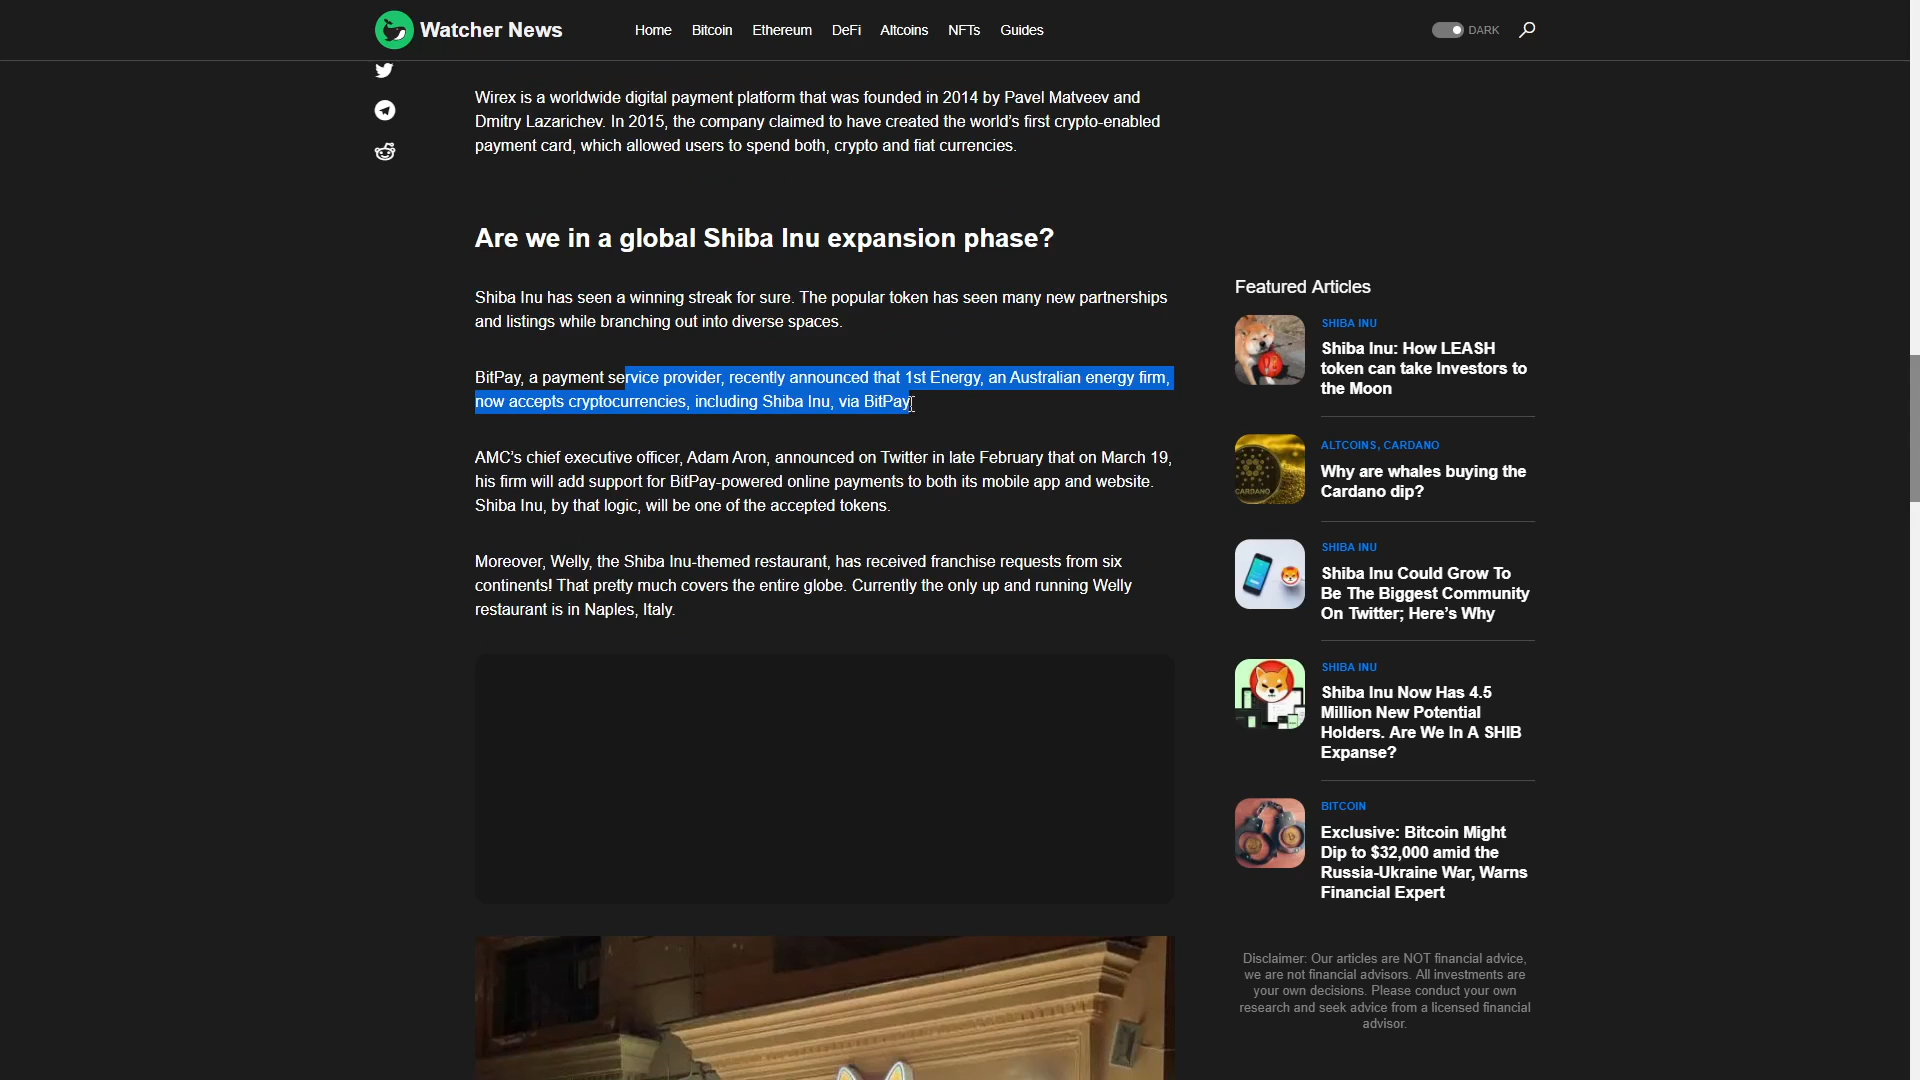 Watcher News
Home Bitcoin Ethereum DeFi Altcoins NFTs Guides
DARK
Wirex is a worldwide digital payment platform that was founded in 2014 by Pavel Matveev and
Dmitry Lazarichev. In 2015, the company claimed to have created the world's first crypto-enabled
payment card, which allowed users to spend both, crypto and fiat currencies.
Are we in a global Shiba Inu expansion phase?
Shiba Inu has seen a winning streak for sure. The popular token has seen many new partnerships
and listings while branching out into diverse spaces.
BitPay, a payment service provider, recently announced that 1st Energy, an Australian energy firm,
now accepts cryptocurrencies, including Shiba Inu, via BitPay
AMC's chief executive officer, Adam Aron, announced on Twitter in late February that on March 19,
his firm will add support for BitPay-powered online payments to both its mobile app and website.
Shiba Inu, by that logic, will be one of the accepted tokens.
Moreover, Welly, the Shiba Inu-themed restaurant, has received franchise requests from six
continents! That pretty much covers the entire globe. Currently the only up and running Welly
restaurant is in Naples, Italy.
Featured Articles
SHIBA INU
Shiba Inu: How LEASH
token can take Investors to
the Moon
CARDANO
ALTCOINS, CARDANO
Why are whales buying the
Cardano dip?
SHIBA INU
Shiba Inu Could Grow To
Be The Biggest Community
On Twitter; Here's Why
SHIBA INU
Shiba Inu Now Has 4.5
Million New Potential
Holders. Are We In A SHIB
Expanse?
BITCOIN
Exclusive: Bitcoin Might
Dip to $32,000 amid the
Russia-Ukraine War, Warns
Financial Expert
Disclaimer: Our articles are NOT financial advice,
we are not financial advisors. All investments are
your own decisions. Please conduct your own
research and seek advice from a licensed financial
advisor.